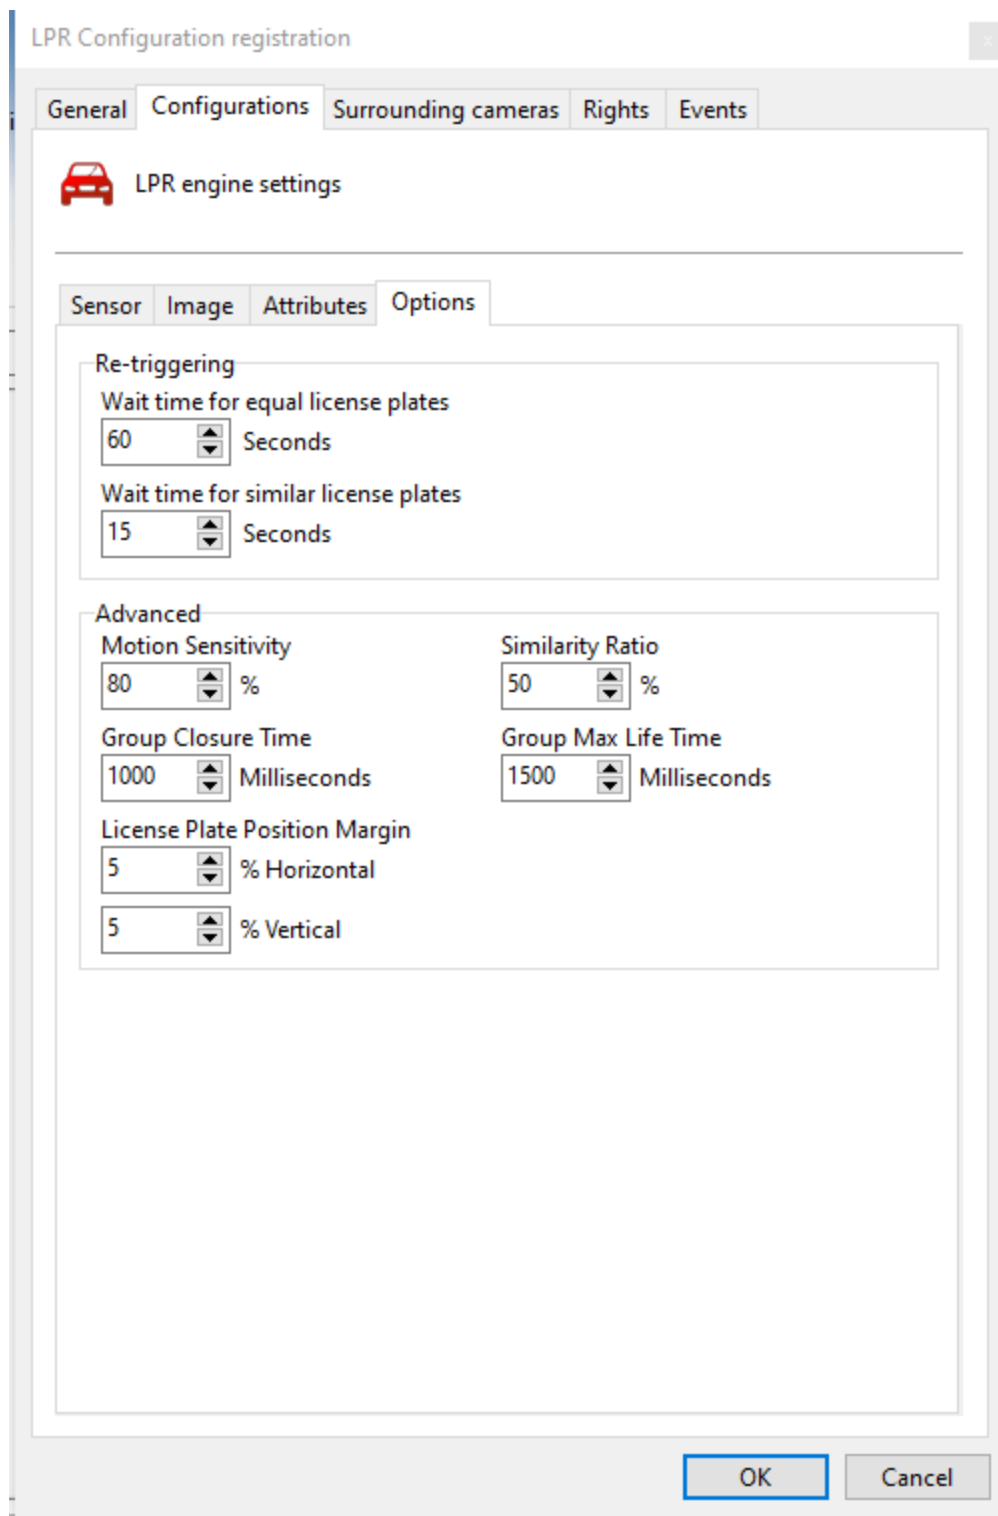 LPR Configuration registration
General Configurations Surrounding cameras Rights Events
LPR engine settings
Sensor Image Attributes Options
Re-triggering
Wait time for equal license plates
60 Seconds
Wait time for similar license plates
15 Seconds
Advanced
Motion Sensitivity Similarity Ratio
80 % 50 %
Group Closure Time Group Max Life Time
1000 Milliseconds 1500 Milliseconds
License Plate Position Margin
5 % Horizontal
5 % Vertical
OK Cancel